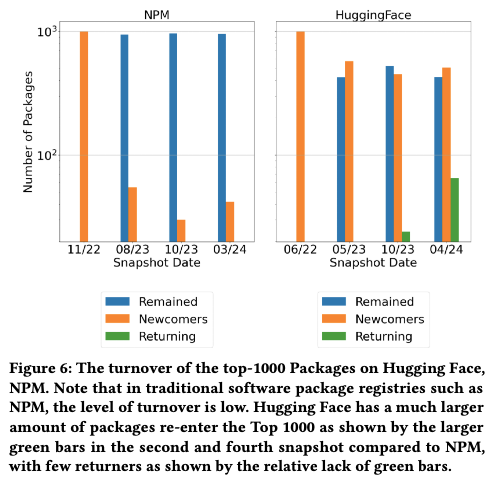 NPM
HuggingFace
Number of Packages
10³
10²
11/22 08/23 10/23 03/24
Snapshot Date
06/22 05/23 10/23 04/24
Snapshot Date
Remained
Newcomers
Returning
Remained
Newcomers
Returning
Figure 6: The turnover of the top-1000 Packages on Hugging Face,
NPM. Note that in traditional software package registries such as
NPM, the level of turnover is low. Hugging Face has a much larger
amount of packages re-enter the Top 1000 as shown by the larger
green bars in the second and fourth snapshot compared to NPM,
with few returners as shown by the relative lack of green bars.